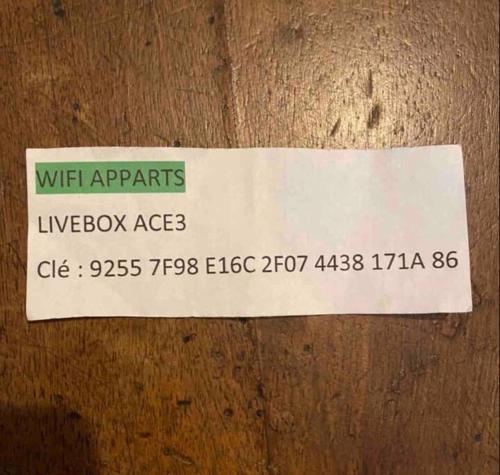 WIFI APPARTS
LIVEBOX ACE3
Clé : 9255 7F98 E16C 2F07 4438 171A 86